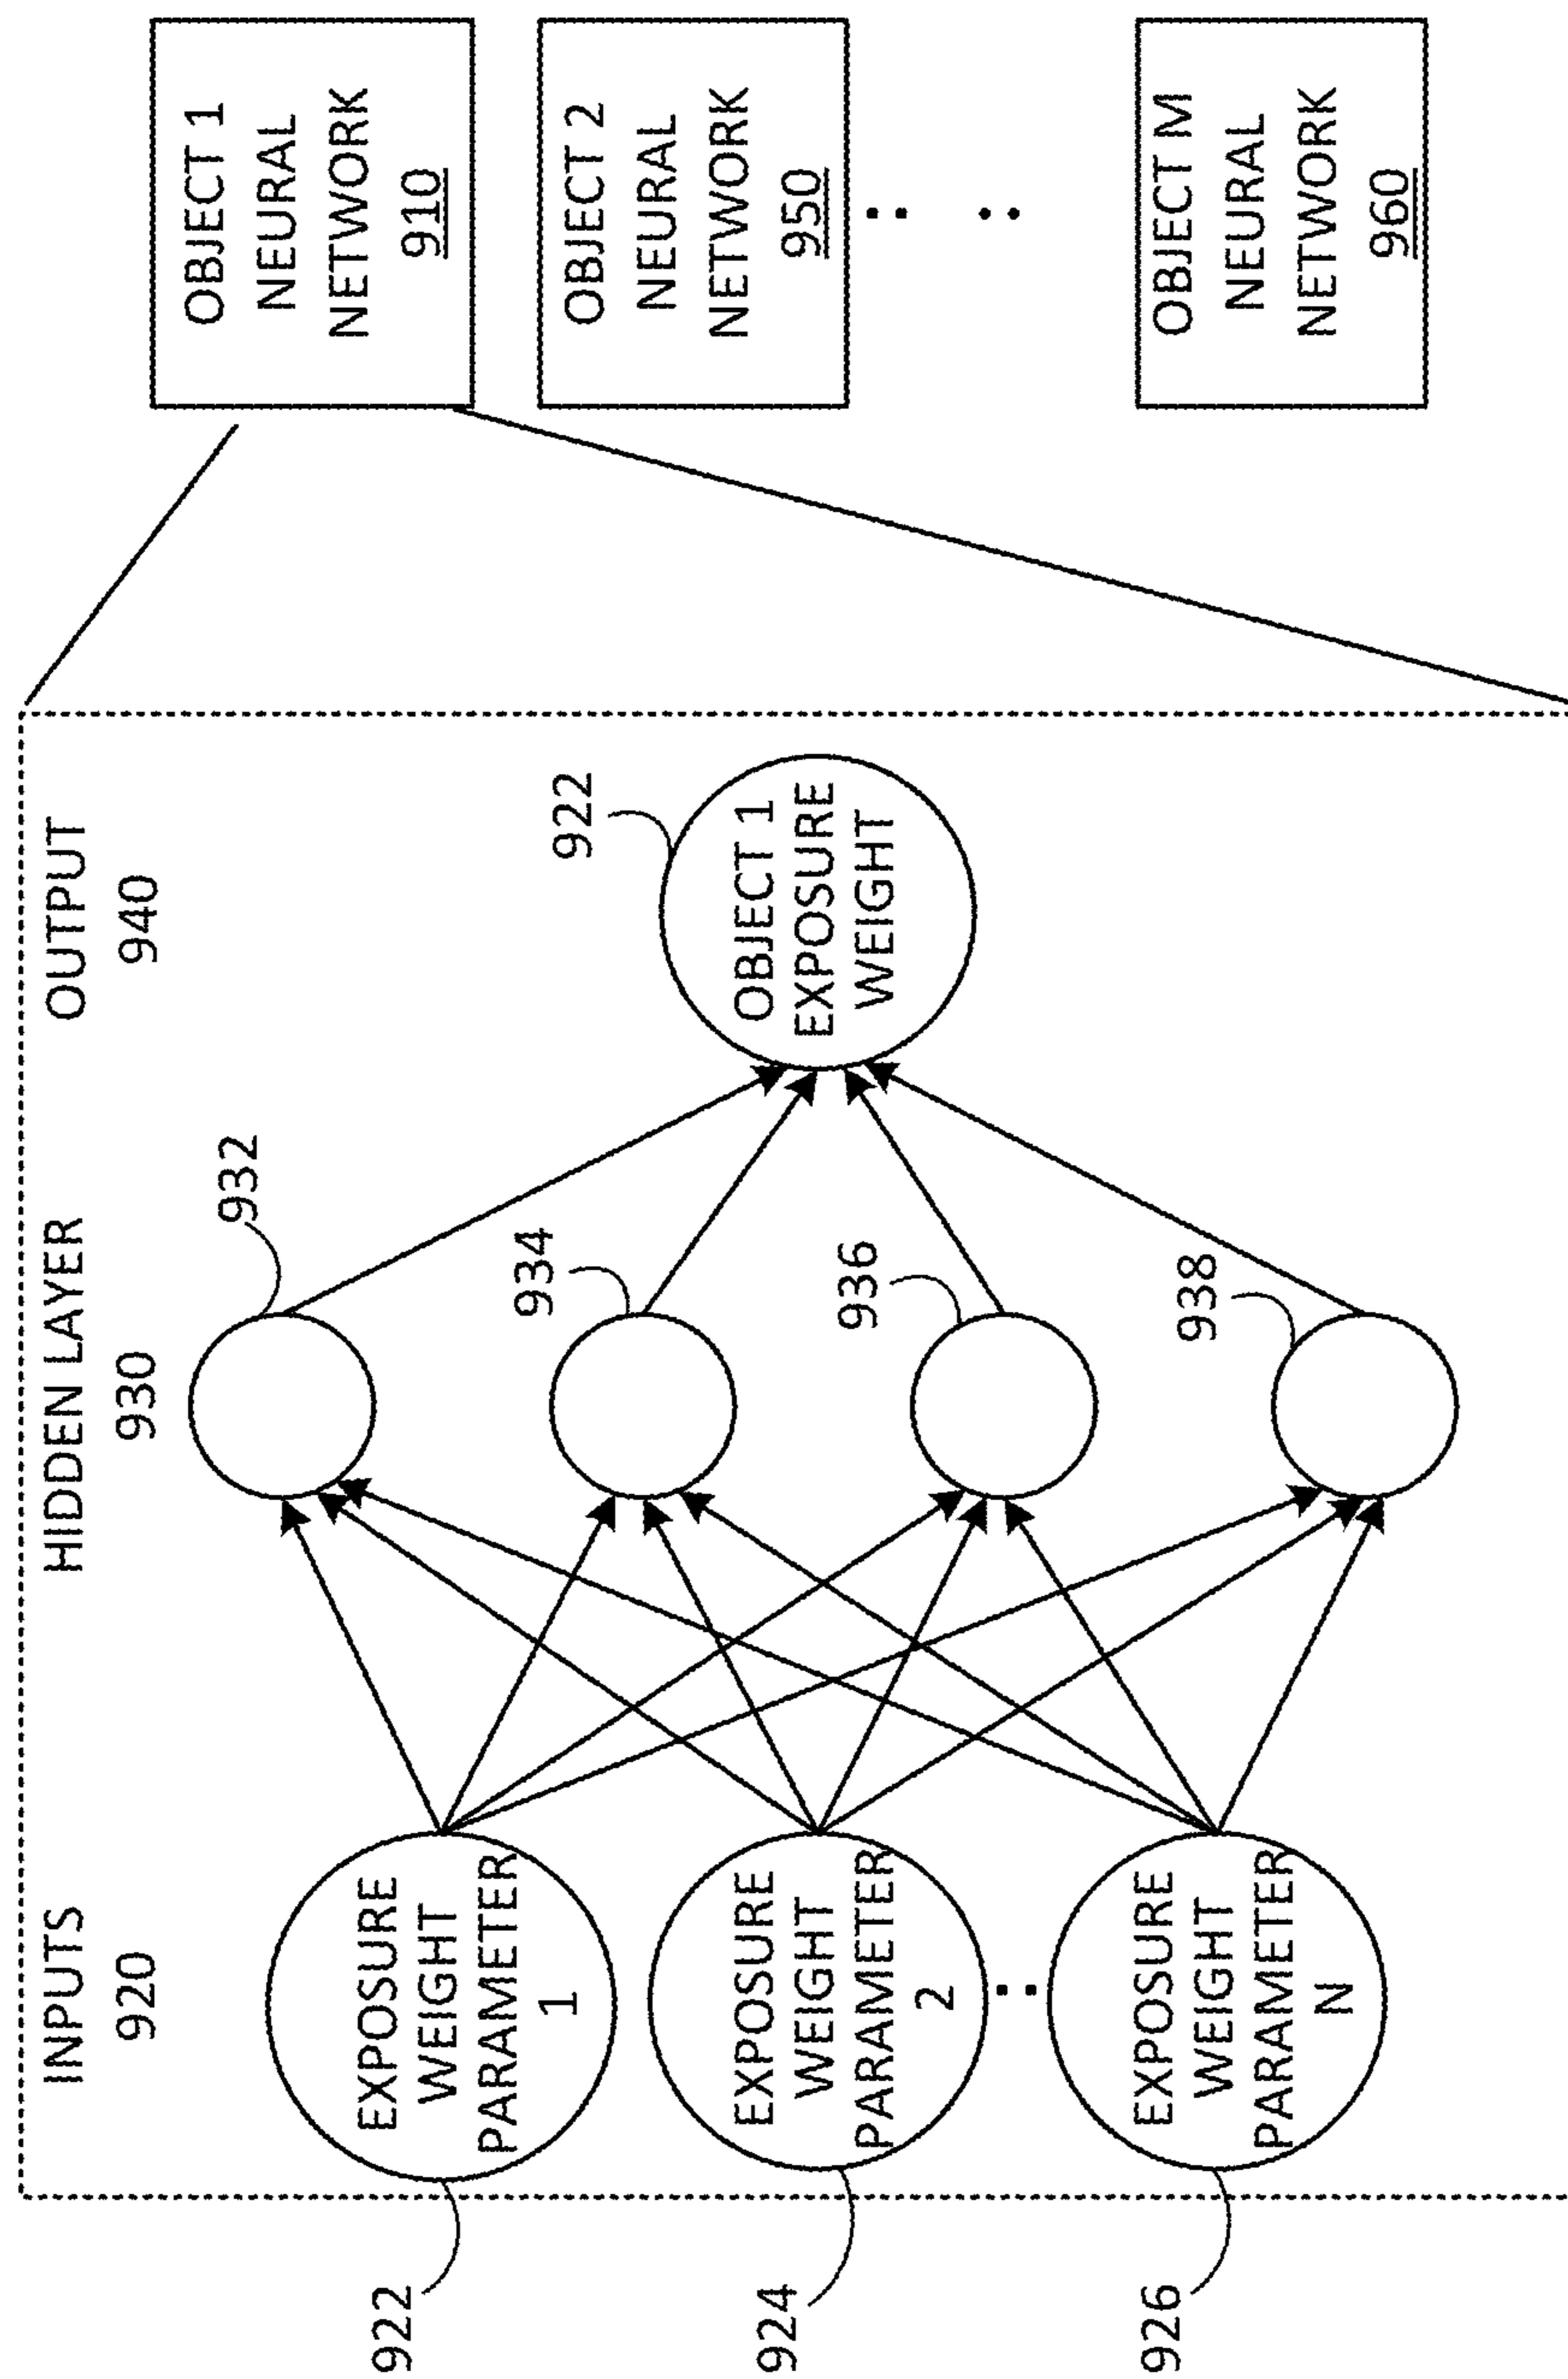 INPUTS
920
HIDDEN LAYER
930
OUTPUT
940
922
EXPOSURE
WEIGHT
PARAMETER
1
924
EXPOSURE
WEIGHT
PARAMETER
2
926
EXPOSURE
WEIGHT
PARAMETER
N
932
934
936
938
922
OBJECT 1
EXPOSURE
WEIGHT
OBJECT 1
NEURAL
NETWORK
910
OBJECT 2
NEURAL
NETWORK
950
OBJECT M
NEURAL
NETWORK
960